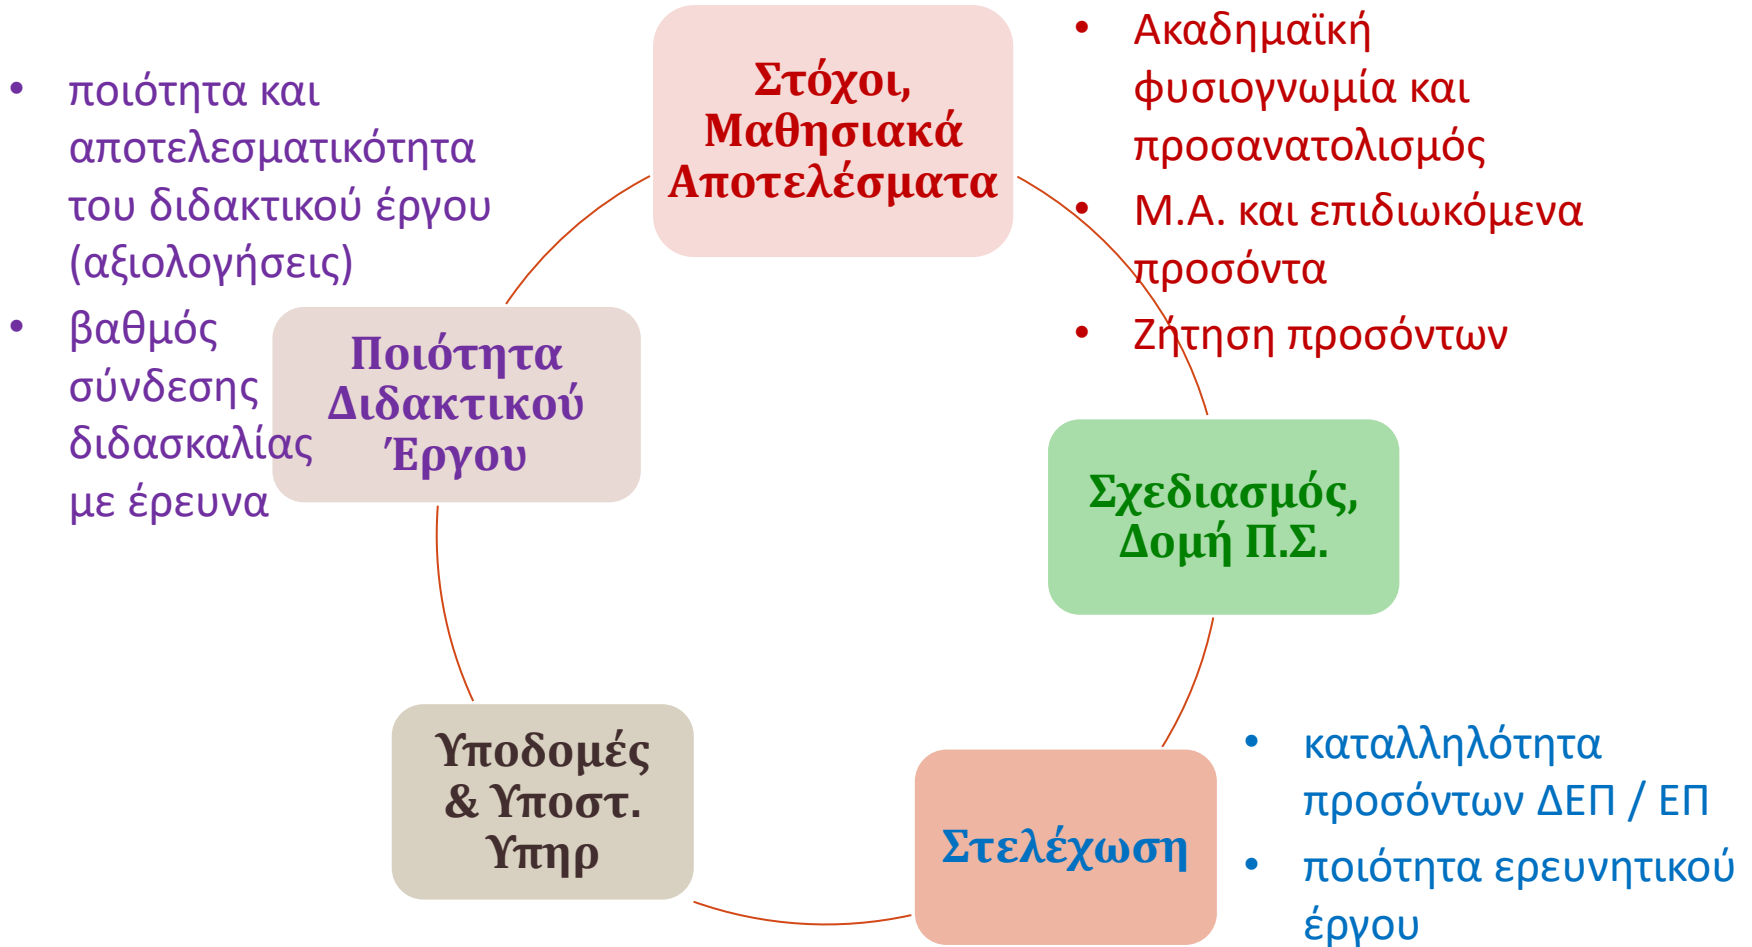 Στόχοι,
Μαθησιακά
Αποτελέσματα
• Ακαδημαϊκή
φυσιογνωμία και
προσανατολισμός
• Μ.Α. και επιδιωκόμενα
προσόντα
• Ζήτηση προσόντων
Σχεδιασμός,
Δομή Π.Σ.
Στελέχωση
• καταλληλότητα
προσόντων ΔΕΠ / ΕΠ
• ποιότητα ερευνητικού
έργου
Υποδομές
& Υποστ.
Υπηρ
Ποιότητα
Διδακτικού
Έργου
• ποιότητα και
αποτελεσματικότητα
του διδακτικού έργου
(αξιολογήσεις)
• βαθμός
σύνδεσης
διδασκαλίας
με έρευνα